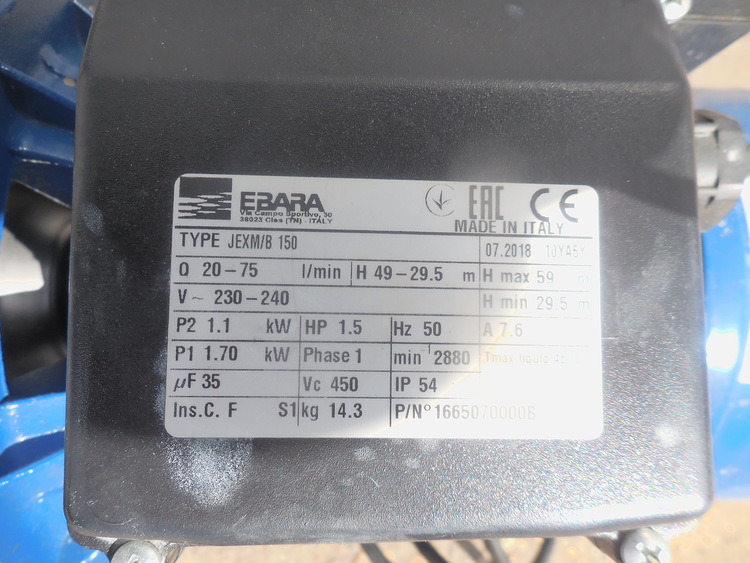 EBARA
Via Campo Sportivo, 30
38023 Cles (TN) - ITALY
EAC CE
MADE IN ITALY
TYPE JEXM/B 150 07.2018 10Y45Y
Q 20-75 l/min H 49-29.5 m H max 59 m
V~ 230-240 H min 29.5 m
P2 1.1 kW HP 1.5 Hz 50 A 7.6
P1 1.70 kW Phase 1 min⁻¹ 2880 Tmax liquid
µF 35 Vc 450 IP 54
Ins.C. F S1 kg 14.3 P/N° 16650700008